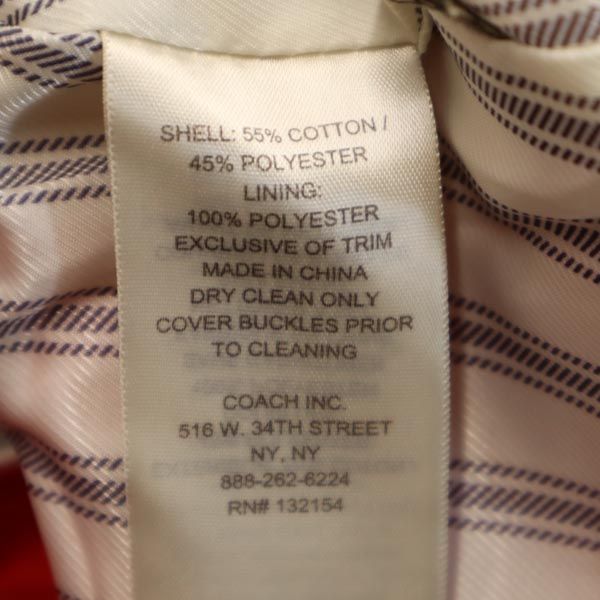 SHELL: 55% COTTON /
45% POLYESTER
LINING:
100% POLYESTER
EXCLUSIVE OF TRIM
MADE IN CHINA
DRY CLEAN ONLY
COVER BUCKLES PRIOR
TO CLEANING
COACH INC.
516 W. 34TH STREET
NY, NY
888-262-6224
RN# 132154